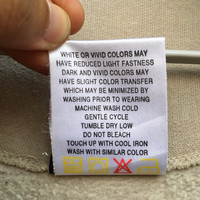 WHITE OR VIVID COLORS MAY
HAVE REDUCED LIGHT FASTNESS
DARK AND VIVID COLORS MAY
HAVE SLIGHT COLOR TRANSFER
WHICH MAY BE MINIMIZED BY
WASHING PRIOR TO WEARING
MACHINE WASH COLD
GENTLE CYCLE
TUMBLE DRY LOW
DO NOT BLEACH
TOUCH UP WITH COOL IRON
WASH WITH SIMILAR COLOR